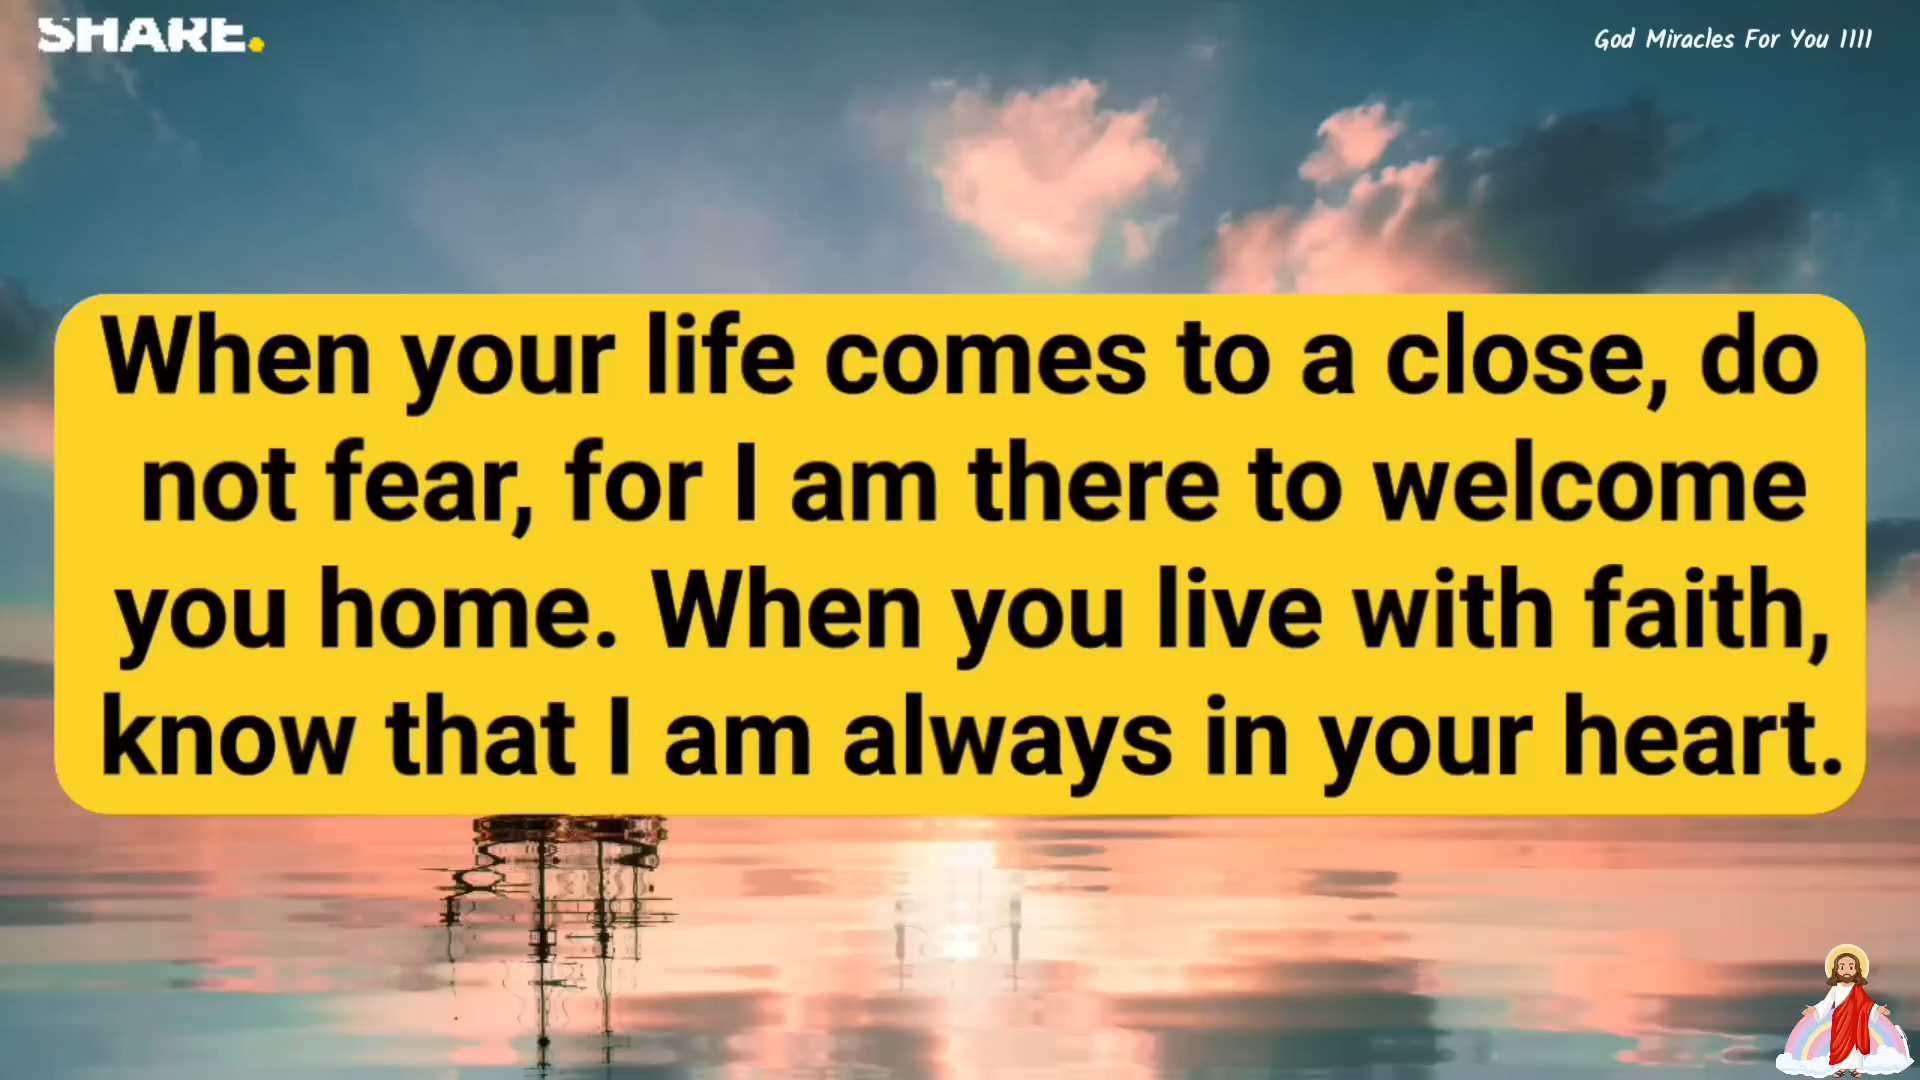 SHARE.
God Miracles For You 1111
When your life comes to a close, do
not fear, for I am there to welcome
you home. When you live with faith,
know that I am always in your heart.